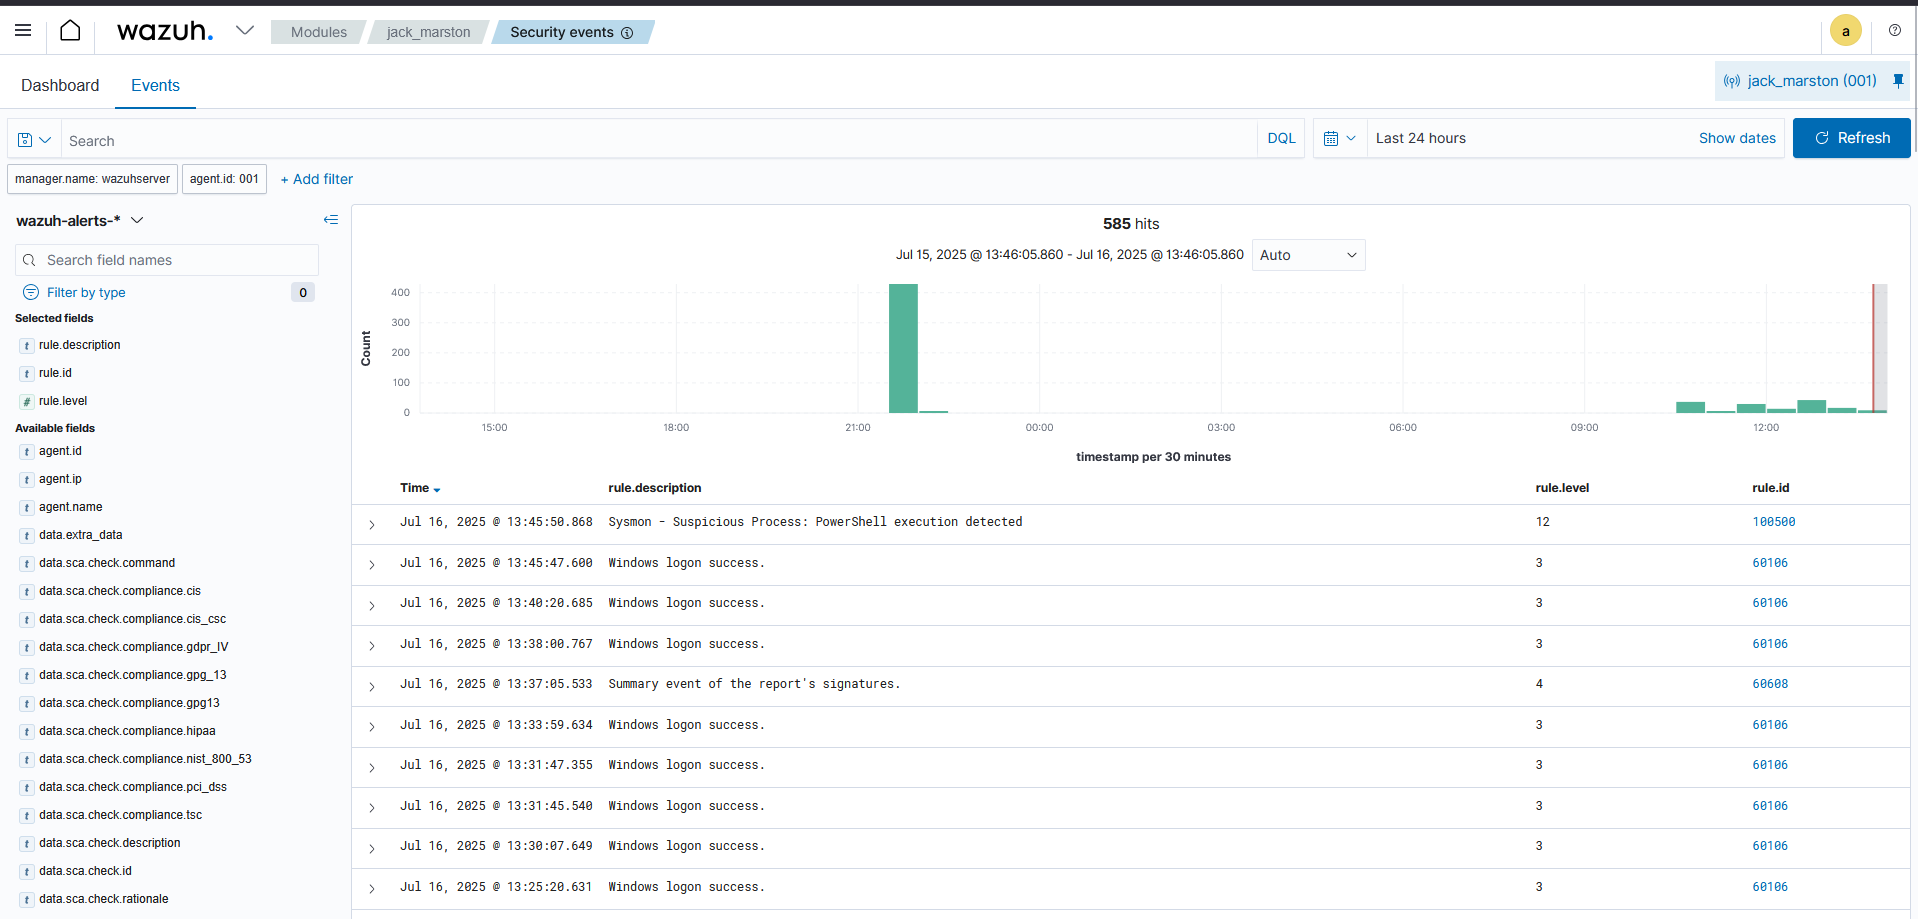 wazuh.
Modules
jack_marston
Security events
a
Dashboard
Events
jack_marston (001)
Search
DQL
Last 24 hours
Show dates
Refresh
manager.name: wazuhserver
agent.id: 001
+ Add filter
wazuh-alerts-*
Search field names
Filter by type
0
Selected fields
t rule.description
t rule.id
# rule.level
Available fields
t agent.id
t agent.ip
t agent.name
t data.extra_data
t data.sca.check.command
t data.sca.check.compliance.cis
t data.sca.check.compliance.cis_csc
t data.sca.check.compliance.gdpr_IV
t data.sca.check.compliance.gpg_13
t data.sca.check.compliance.gpg13
t data.sca.check.compliance.hipaa
t data.sca.check.compliance.nist_800_53
t data.sca.check.compliance.pci_dss
t data.sca.check.compliance.tsc
t data.sca.check.description
t data.sca.check.id
t data.sca.check.rationale
585 hits
Jul 15, 2025 @ 13:46:05.860 - Jul 16, 2025 @ 13:46:05.860
Auto
Count
400
300
200
100
0
15:00 18:00 21:00 00:00 03:00 06:00 09:00 12:00
timestamp per 30 minutes
Time rule.description rule.level rule.id
Jul 16, 2025 @ 13:45:50.868 Sysmon - Suspicious Process: PowerShell execution detected 12 100500
Jul 16, 2025 @ 13:45:47.600 Windows logon success. 3 60106
Jul 16, 2025 @ 13:40:20.685 Windows logon success. 3 60106
Jul 16, 2025 @ 13:38:00.767 Windows logon success. 3 60106
Jul 16, 2025 @ 13:37:05.533 Summary event of the report's signatures. 4 60608
Jul 16, 2025 @ 13:33:59.634 Windows logon success. 3 60106
Jul 16, 2025 @ 13:31:47.355 Windows logon success. 3 60106
Jul 16, 2025 @ 13:31:45.540 Windows logon success. 3 60106
Jul 16, 2025 @ 13:30:07.649 Windows logon success. 3 60106
Jul 16, 2025 @ 13:25:20.631 Windows logon success. 3 60106